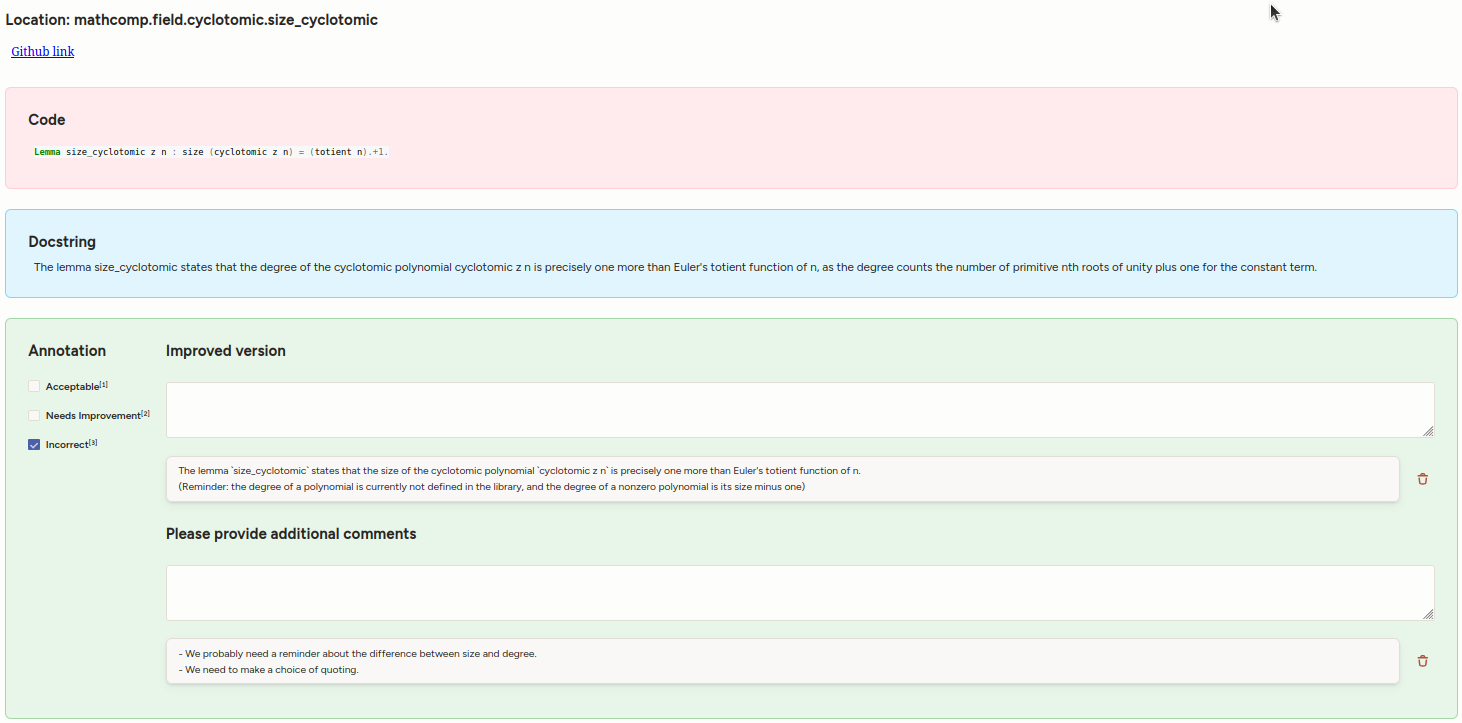 Location: mathcomp.field.cyclotomic.size_cyclotomic
Github link
Code
Lemma size_cyclotomic z n : size (cyclotomic z n) = (totient n).+1.
Docstring
The lemma size_cyclotomic states that the degree of the cyclotomic polynomial cyclotomic z n is precisely one more than Euler's totient function of n, as the degree counts the number of primitive nth roots of unity plus one for the constant term.
Annotation
Acceptable[1]
Needs Improvement[2]
Incorrect[3]
Improved version
The lemma `size_cyclotomic` states that the size of the cyclotomic polynomial `cyclotomic z n` is precisely one more than Euler's totient function of n.
(Reminder: the degree of a polynomial is currently not defined in the library, and the degree of a nonzero polynomial is its size minus one)
Please provide additional comments
- We probably need a reminder about the difference between size and degree.
- We need to make a choice of quoting.